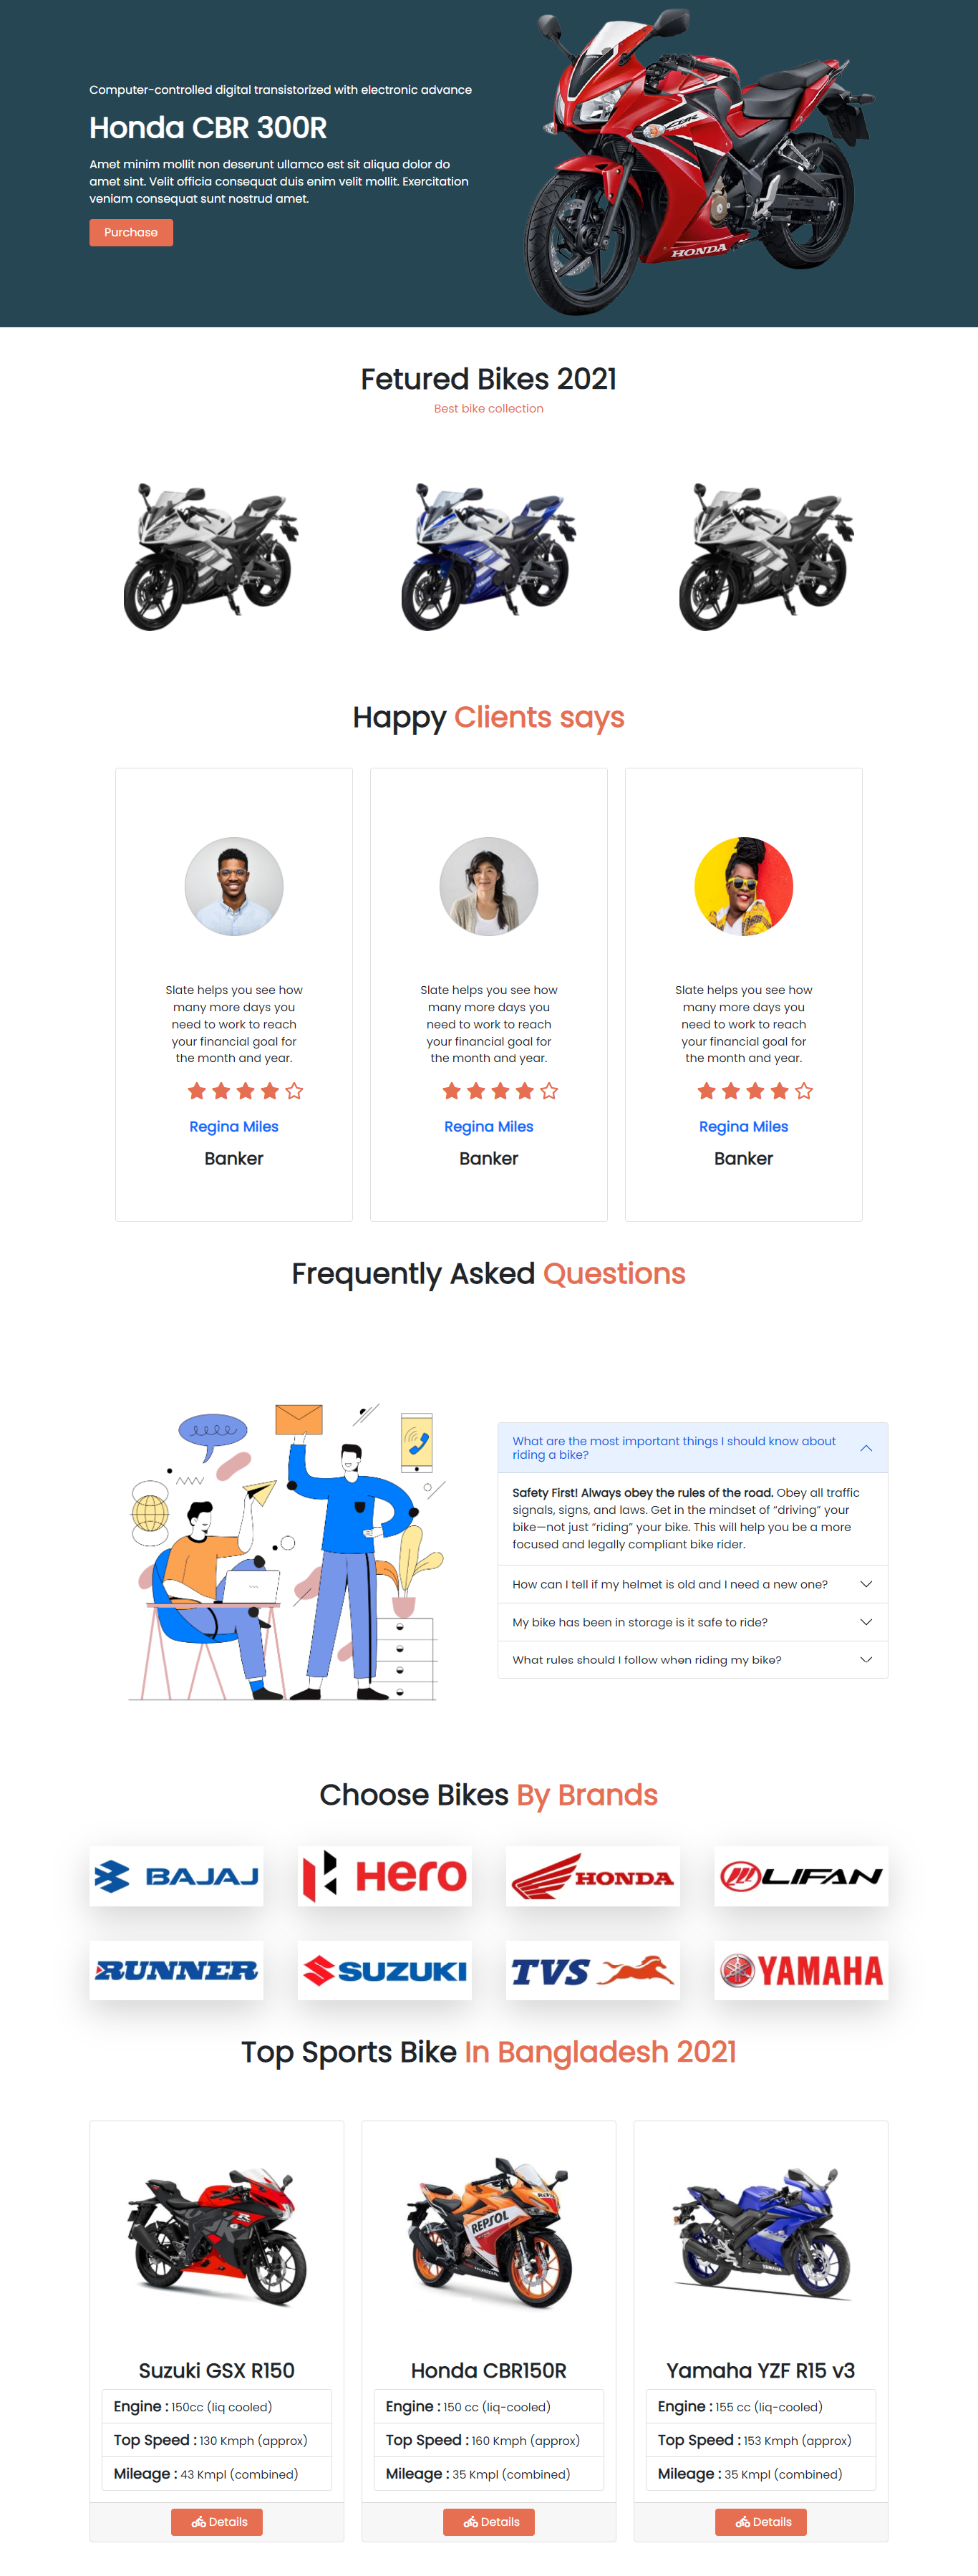 Computer-controlled digital transistorized with electronic advance
Honda CBR 300R
Amet minim mollit non deserunt ullamco est sit aliqua dolor do
amet sint. Velit officia consequat duis enim velit mollit. Exercitation
veniam consequat sunt nostrud amet.
Purchase
HONDA
Fetured Bikes 2021
Best bike collection
Happy Clients says
Slate helps you see how
many more days you
need to work to reach
your financial goal for
the month and year.
Regina Miles
Banker
Slate helps you see how
many more days you
need to work to reach
your financial goal for
the month and year.
Regina Miles
Banker
Slate helps you see how
many more days you
need to work to reach
your financial goal for
the month and year.
Regina Miles
Banker
Frequently Asked Questions
What are the most important things I should know about
riding a bike?
Safety First! Always obey the rules of the road. Obey all traffic
signals, signs, and laws. Get in the mindset of “driving” your
bike—not just “riding” your bike. This will help you be a more
focused and legally compliant bike rider.
How can I tell if my helmet is old and I need a new one?
My bike has been in storage is it safe to ride?
What rules should I follow when riding my bike?
Choose Bikes By Brands
BAJAJ
Hero
HONDA
LIFAN
RUNNER
SUZUKI
TVS
YAMAHA
Top Sports Bike In Bangladesh 2021
REPSOL
Suzuki GSX R150
Engine : 150cc (liq cooled)
Top Speed : 130 Kmph (approx)
Mileage : 43 Kmpl (combined)
Details
Honda CBR150R
Engine : 150 cc (liq-cooled)
Top Speed : 160 Kmph (approx)
Mileage : 35 Kmpl (combined)
Details
Yamaha YZF R15 v3
Engine : 155 cc (liq-cooled)
Top Speed : 153 Kmph (approx)
Mileage : 35 Kmpl (combined)
Details